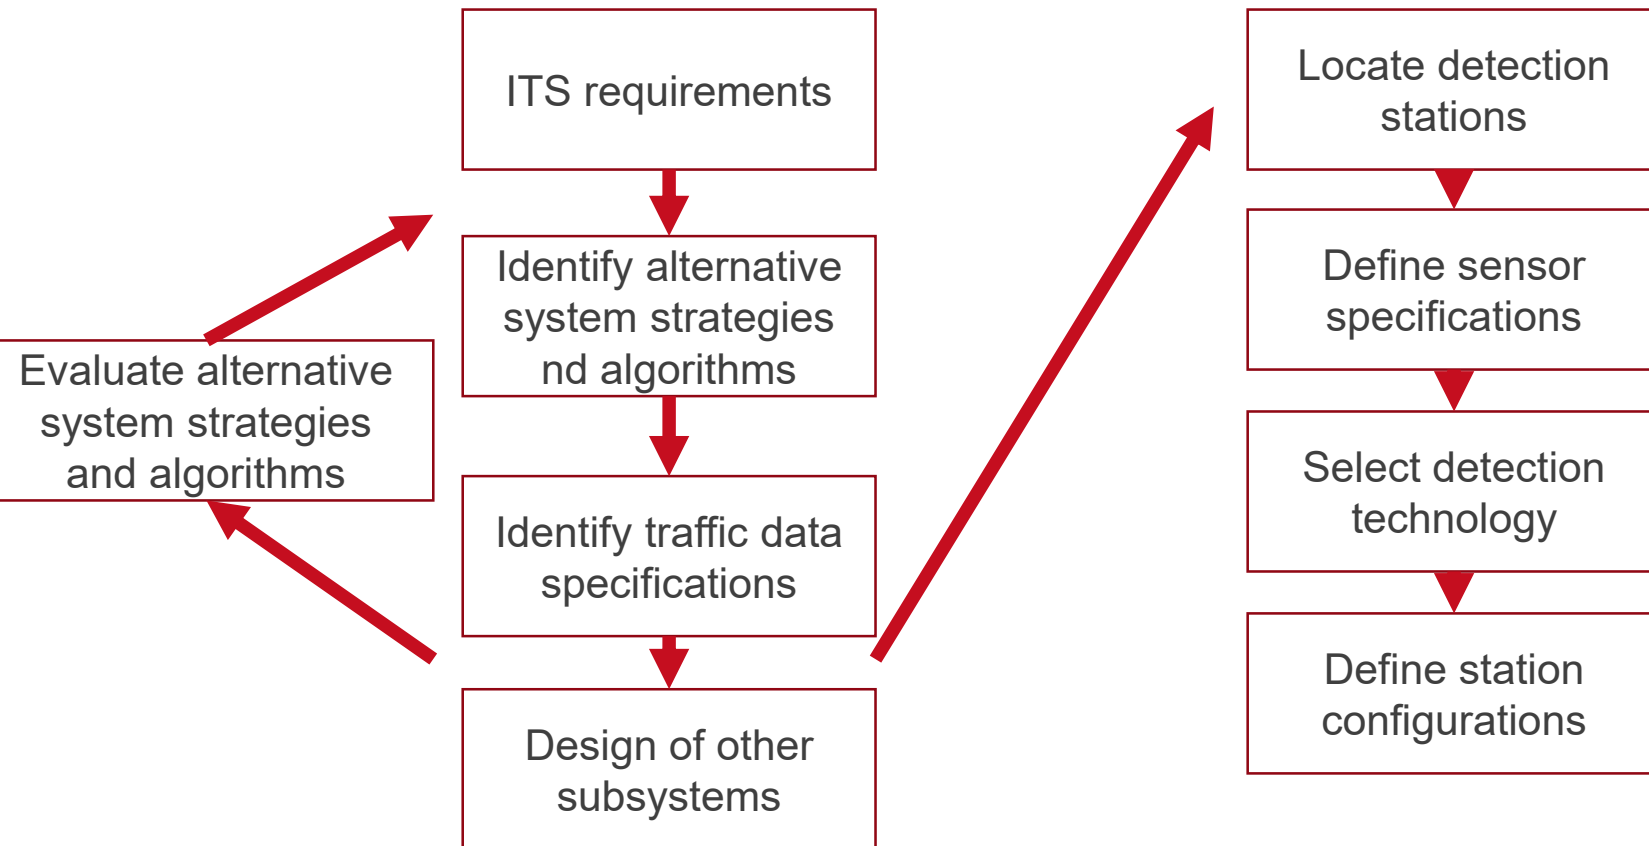 ITS requirements
Identify alternative
system strategies
nd algorithms
Evaluate alternative
system strategies
and algorithms
Identify traffic data
specifications
Design of other
subsystems
Locate detection
stations
Define sensor
specifications
Select detection
technology
Define station
configurations